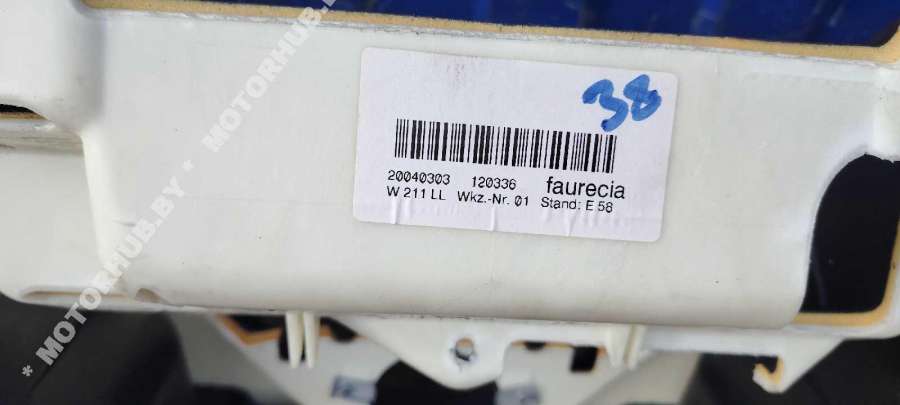 38
20040303 120336 faurecia
W 211 LL Wkz.-Nr. 01 Stand: E 58
* MOTORHUB.BY * MOTORHUB.BY